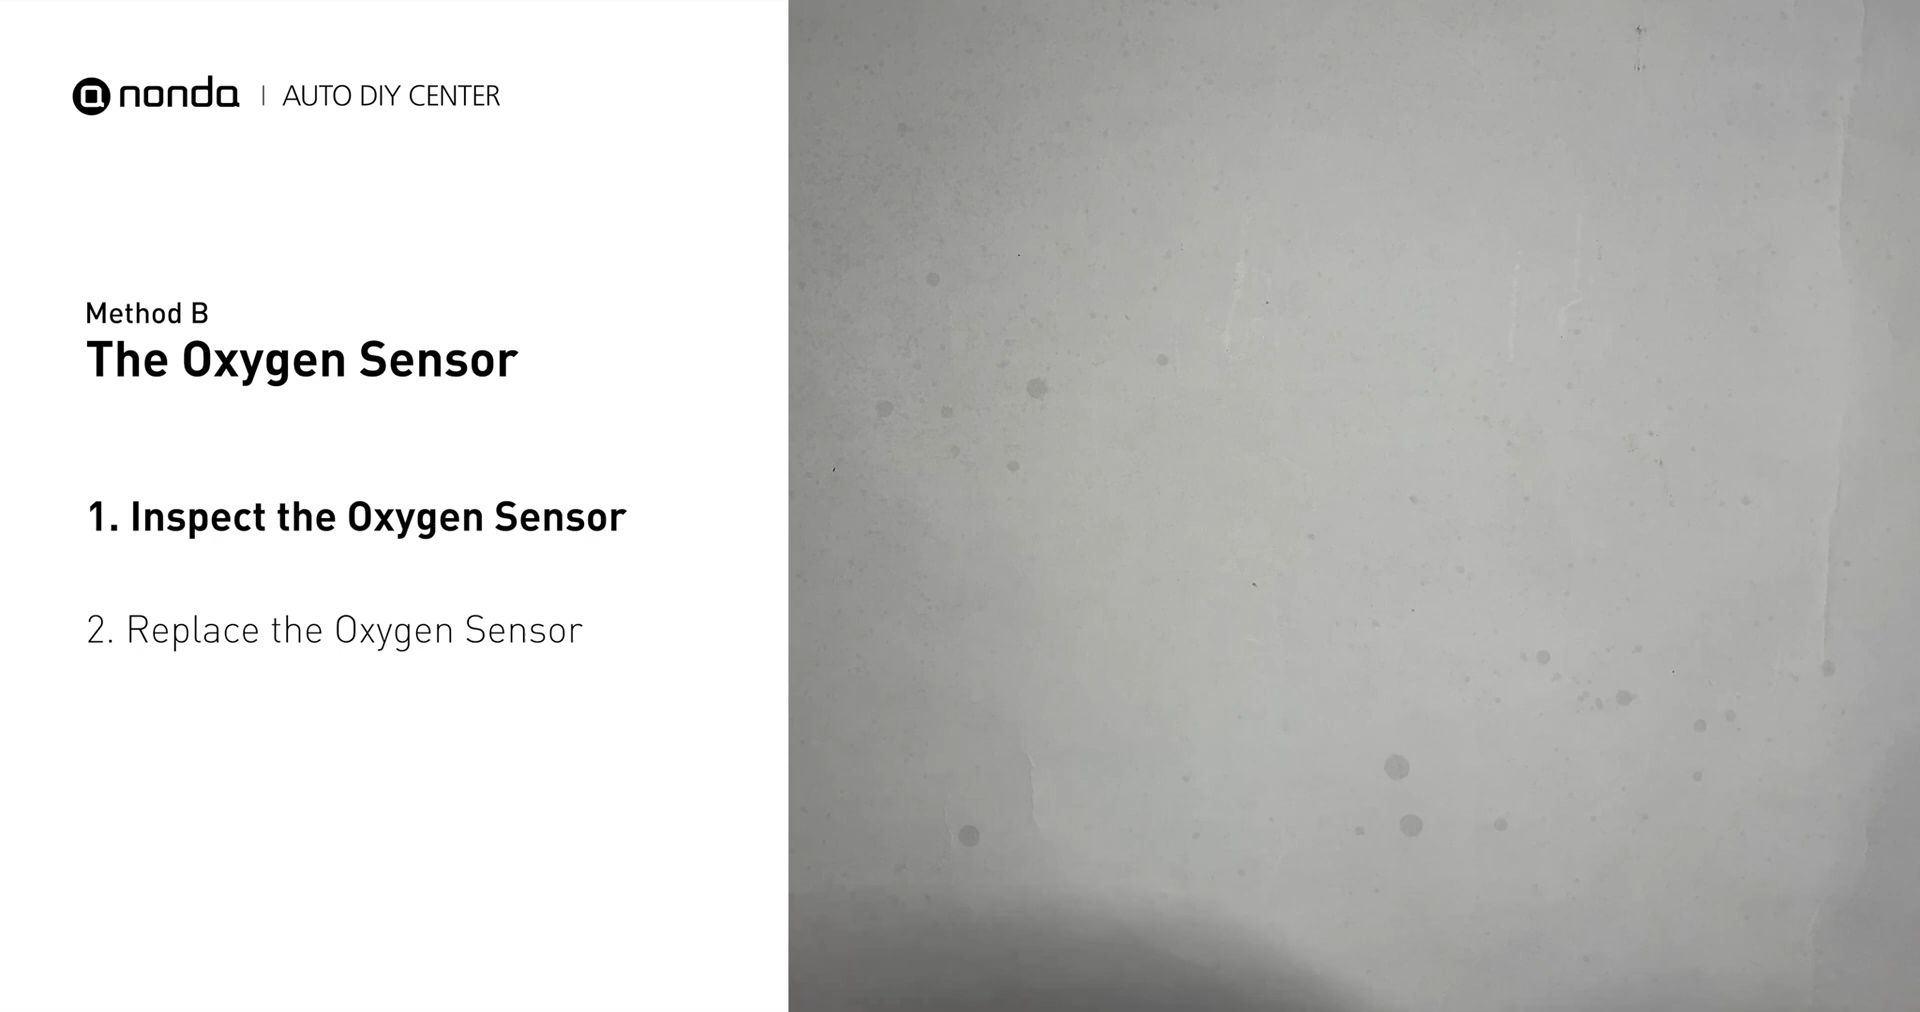 nonda | AUTO DIY CENTER
Method B
The Oxygen Sensor
1. Inspect the Oxygen Sensor
2. Replace the Oxygen Sensor